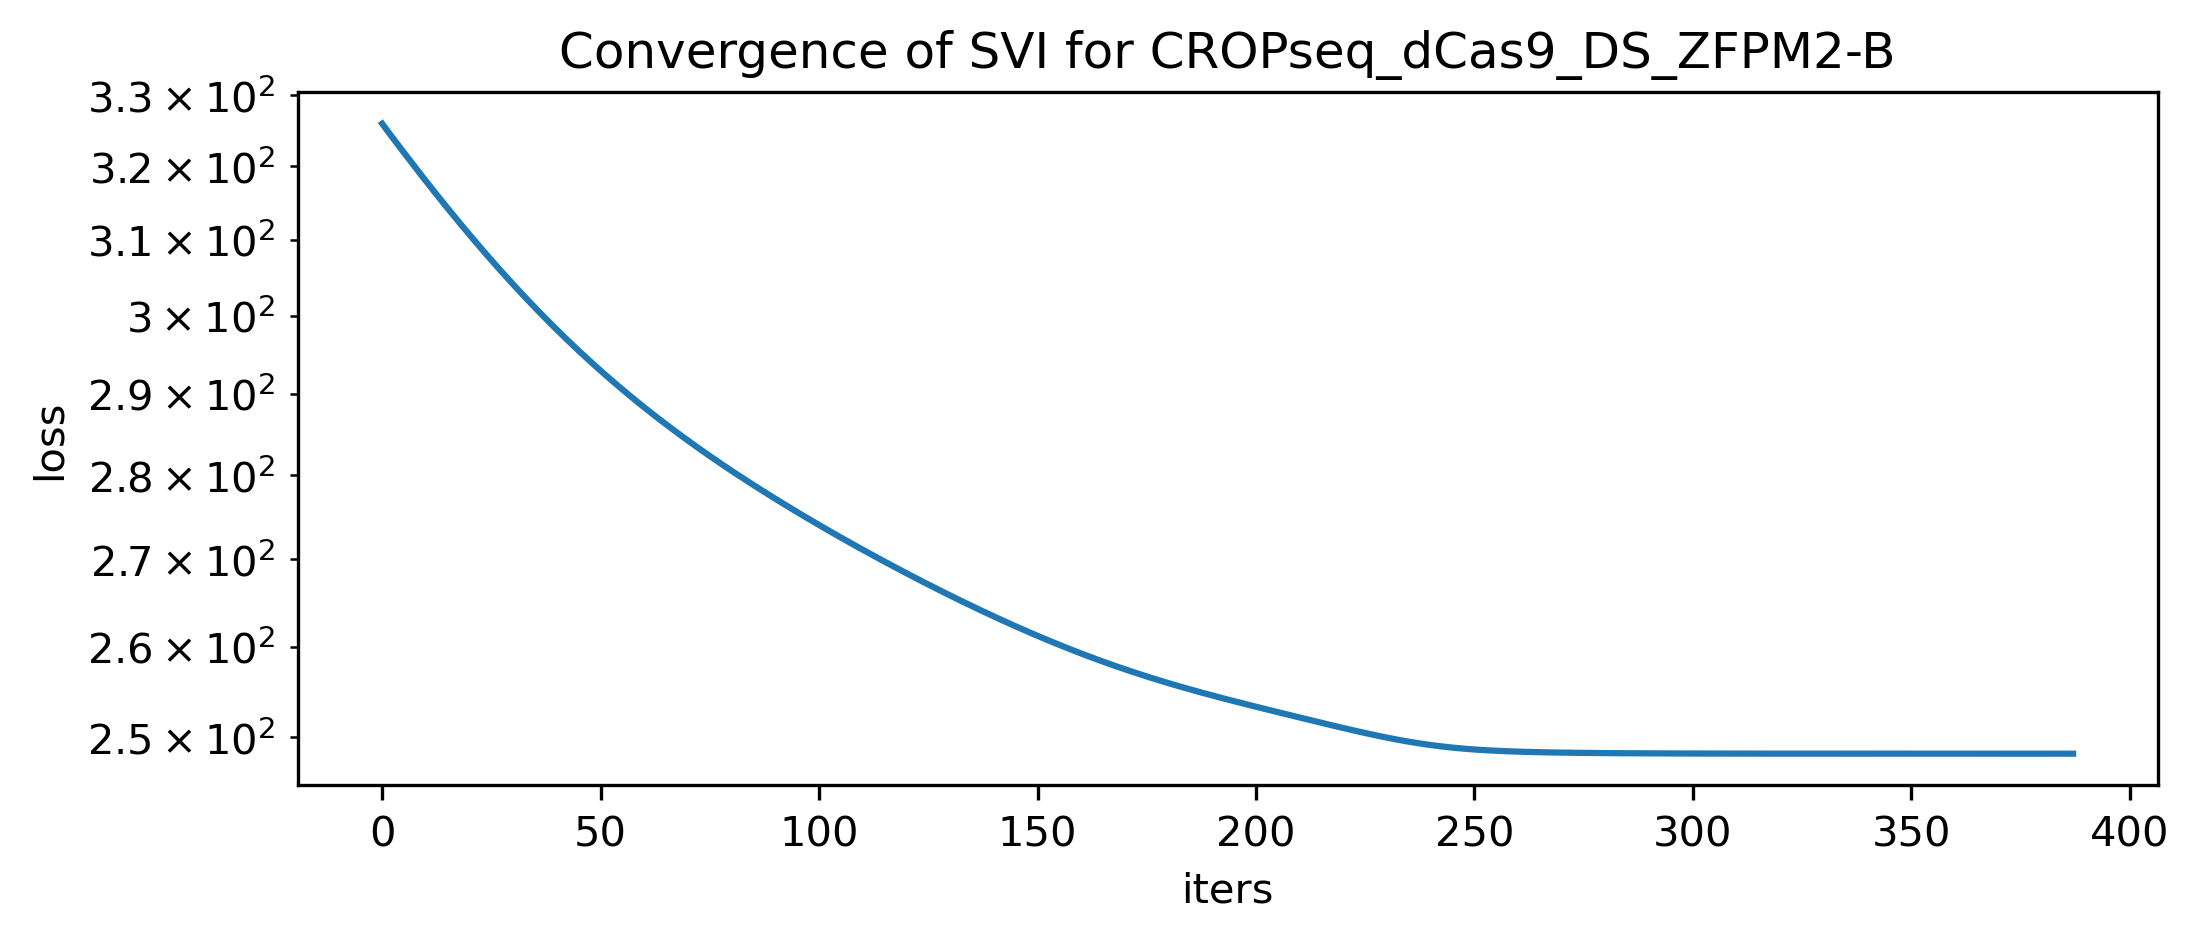 Convergence of SVI for CROPseq_dCas9_DS_ZFPM2-B
3.3 × 10²
3.2 × 10²
3.1 × 10²
3 × 10²
2.9 × 10²
2.8 × 10²
2.7 × 10²
2.6 × 10²
2.5 × 10²
loss
0 50 100 150 200 250 300 350 400
iters